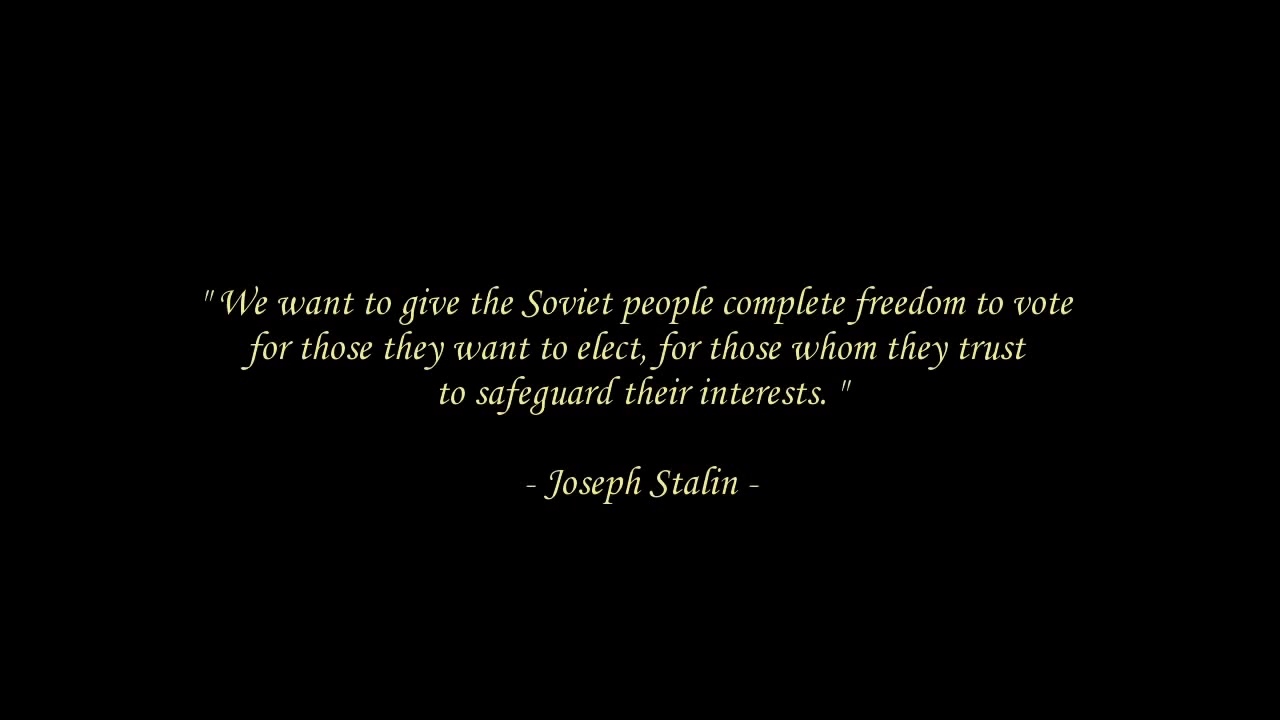 " We want to give the Soviet people complete freedom to vote
for those they want to elect, for those whom they trust
to safeguard their interests. "
- Joseph Stalin -